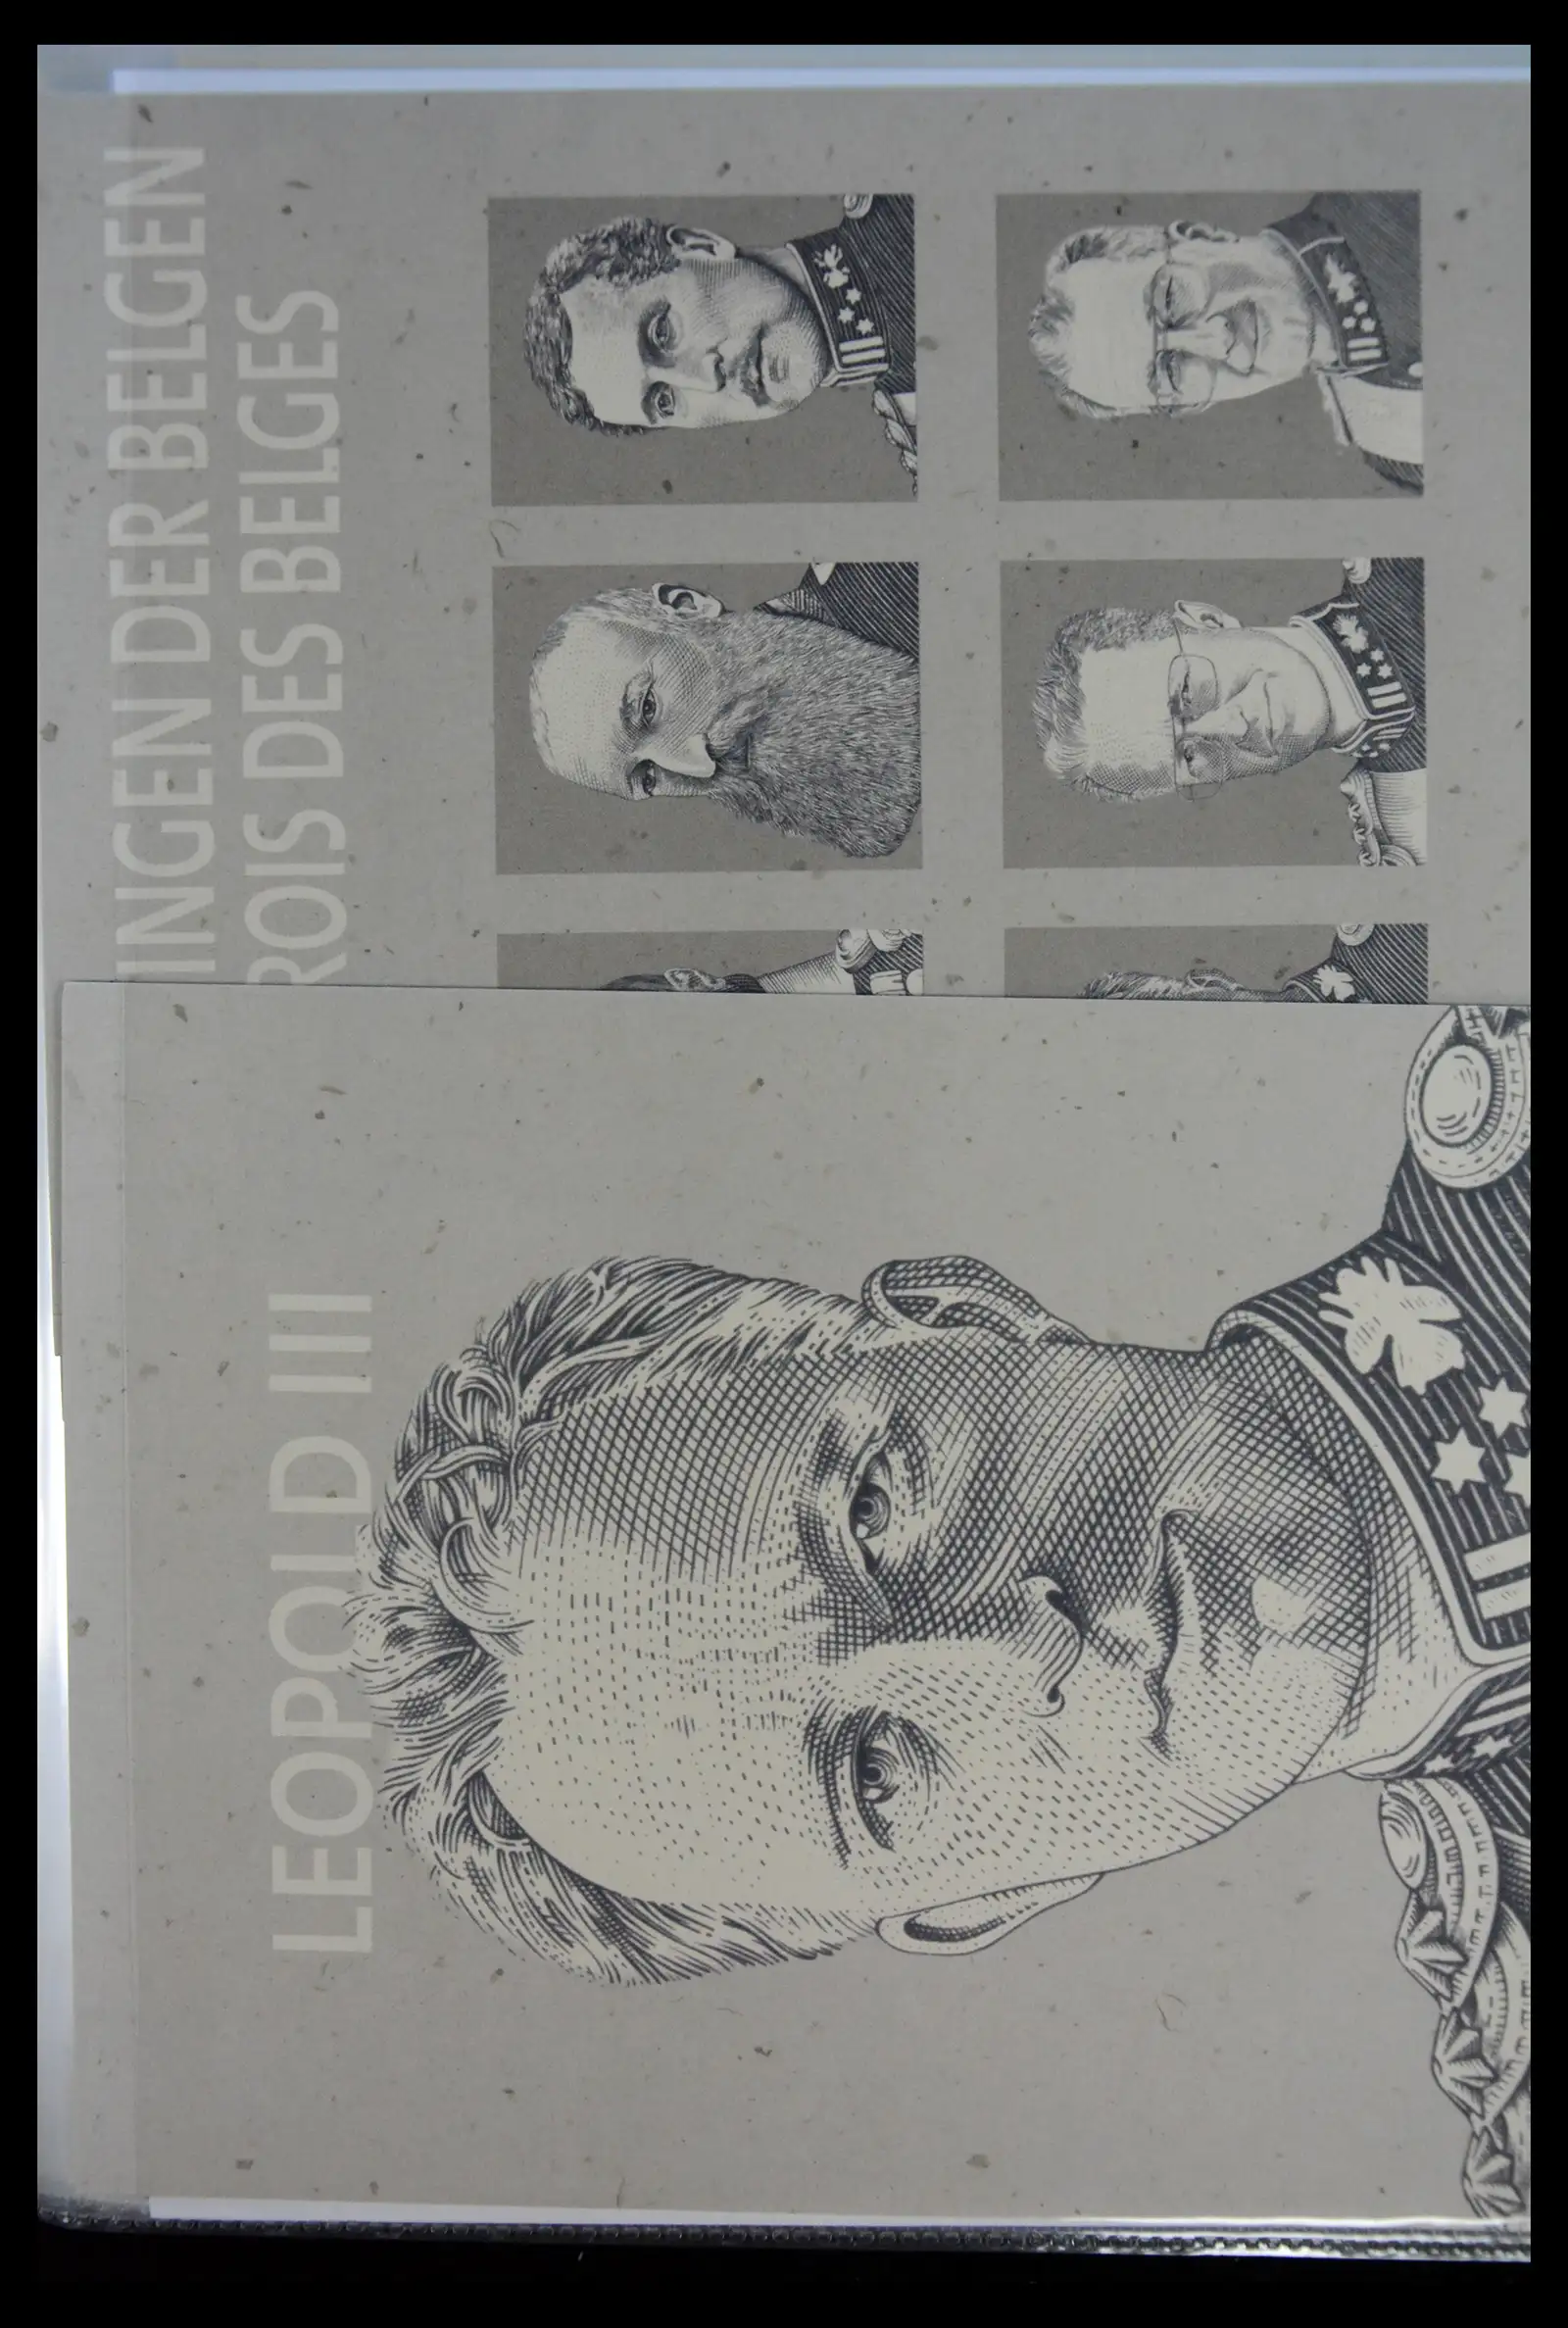 INGEN DER BELGEN
ROIS DES BELGES
LEOPOLD III